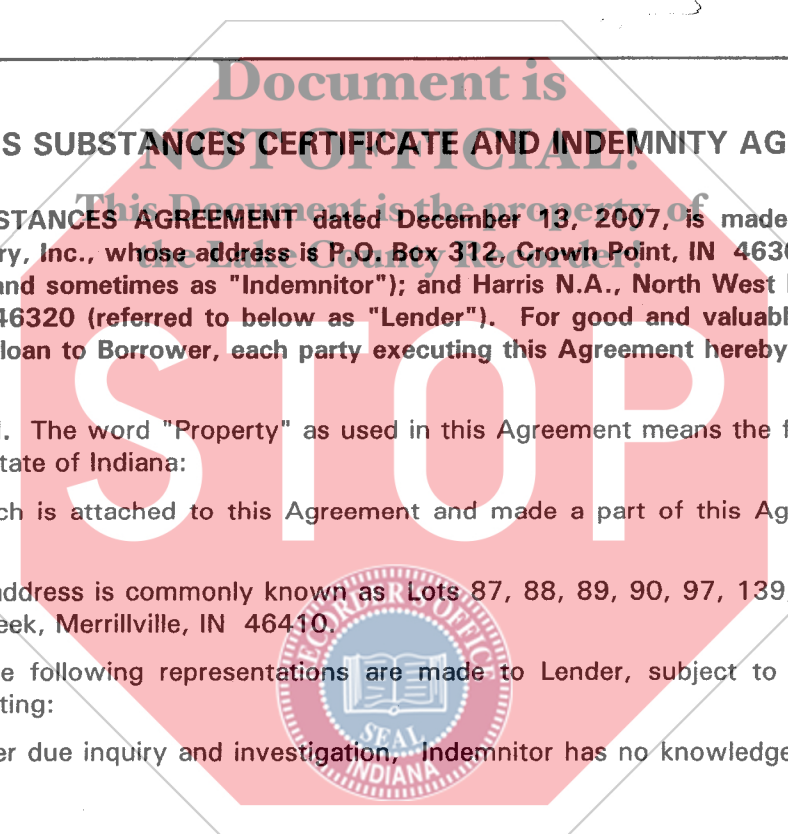 Document is
S SUBSTANCES CERTIFICATE AND INDEMNITY AG
NOT OFFICIAL!
This Document is the property of
STANCES AGREEMENT dated December 13, 2007, is made
the Lake County Recorder!
ry, Inc., whose address is P.O. Box 312, Crown Point, IN 4630
and sometimes as "Indemnitor"); and Harris N.A., North West
46320 (referred to below as "Lender"). For good and valuabl
loan to Borrower, each party executing this Agreement hereby
STOP
. The word "Property" as used in this Agreement means the f
tate of Indiana:
ch is attached to this Agreement and made a part of this Ag
address is commonly known as Lots 87, 88, 89, 90, 97, 139,
eek, Merrillville, IN 46410.
e following representations are made to Lender, subject to
ting:
er due inquiry and investigation, Indemnitor has no knowledge
RECORDER'S OFFICE
SEAL
INDIANA